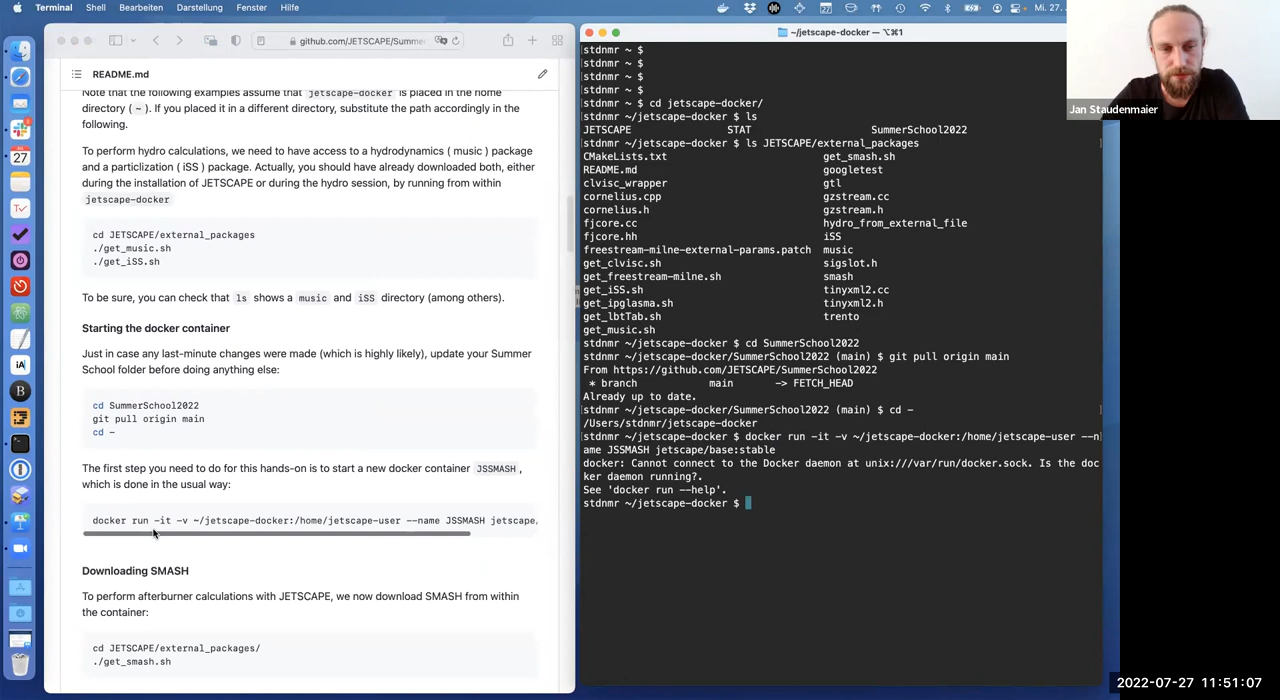 Terminal Shell Bearbeiten Darstellung Fenster Hilfe
Mi. 27.
github.com/JETSCAPE/Summe
README.md
Note that the following examples assume that jetscape-docker is placed in the home
directory ( ~ ). If you placed it in a different directory, substitute the path accordingly in the
following.
To perform hydro calculations, we need to have access to a hydrodynamics ( music ) package
and a particlization ( iSS ) package. Actually, you should have already downloaded both, either
during the installation of JETSCAPE or during the hydro session, by running from within
jetscape-docker
cd JETSCAPE/external_packages
./get_music.sh
./get_iSS.sh
To be sure, you can check that ls shows a music and iSS directory (among others).
Starting the docker container
Just in case any last-minute changes were made (which is highly likely), update your Summer
School folder before doing anything else:
cd SummerSchool2022
git pull origin main
cd -
The first step you need to do for this hands-on is to start a new docker container JSSMASH ,
which is done in the usual way:
docker run -it -v ~/jetscape-docker:/home/jetscape-user --name JSSMASH jetscape/
Downloading SMASH
To perform afterburner calculations with JETSCAPE, we now download SMASH from within
the container:
cd JETSCAPE/external_packages/
./get_smash.sh
~/jetscape-docker — ⌥⌘1
[stdnmr ~ $
[stdnmr ~ $
[stdnmr ~ $
[stdnmr ~ $
[stdnmr ~ $ cd jetscape-docker/
[stdnmr ~/jetscape-docker $ ls
JETSCAPE STAT SummerSchool2022
[stdnmr ~/jetscape-docker $ ls JETSCAPE/external_packages ]
CMakeLists.txt get_smash.sh
README.md googletest
clvisc_wrapper gtl
cornelius.cpp gzstream.cc
cornelius.h gzstream.h
fjcore.cc hydro_from_external_file
fjcore.hh iSS
freestream-milne-external-params.patch music
get_clvisc.sh sigslot.h
get_freestream-milne.sh smash
get_iSS.sh tinyxml2.cc
get_ipglasma.sh tinyxml2.h
get_lbtTab.sh trento
get_music.sh
[stdnmr ~/jetscape-docker $ cd SummerSchool2022
[stdnmr ~/jetscape-docker/SummerSchool2022 (main) $ git pull origin main
From https://github.com/JETSCAPE/SummerSchool2022
* branch main -> FETCH_HEAD
Already up to date.
[stdnmr ~/jetscape-docker/SummerSchool2022 (main) $ cd - ]
/Users/stdnmr/jetscape-docker
[stdnmr ~/jetscape-docker $ docker run -it -v ~/jetscape-docker:/home/jetscape-user --n]
ame JSSMASH jetscape/base:stable
docker: Cannot connect to the Docker daemon at unix:///var/run/docker.sock. Is the doc
ker daemon running?.
See 'docker run --help'.
stdnmr ~/jetscape-docker $
Jan Staudenmaier
2022-07-27 11:51:07